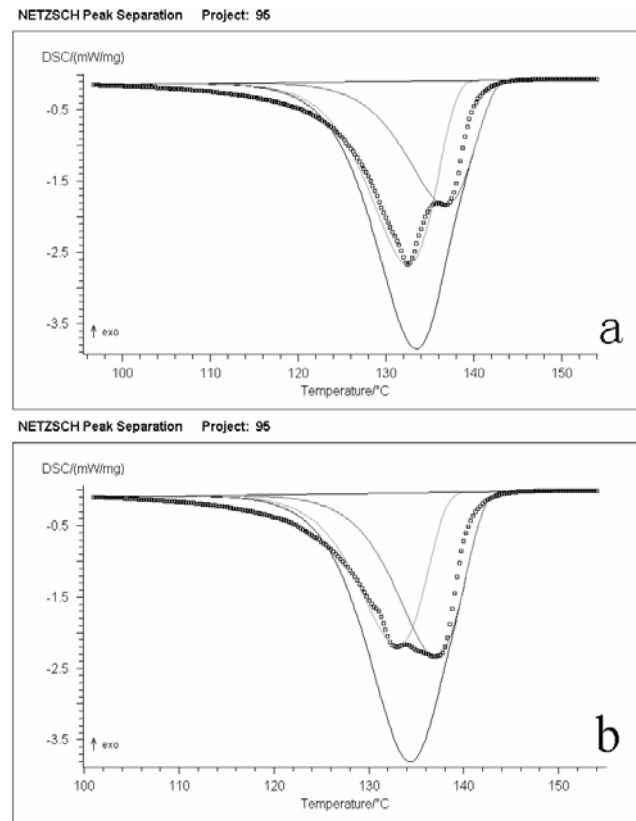 NETZSCH Peak Separation Project: 95
DSC/(mW/mg)
-0.5
-1.5
-2.5
-3.5
↑ exo
a
100 110 120 130 140 150
Temperature/°C
NETZSCH Peak Separation Project: 95
DSC/(mW/mg)
-0.5
-1.5
-2.5
-3.5
↑ exo
b
100 110 120 130 140 150
Temperature/°C